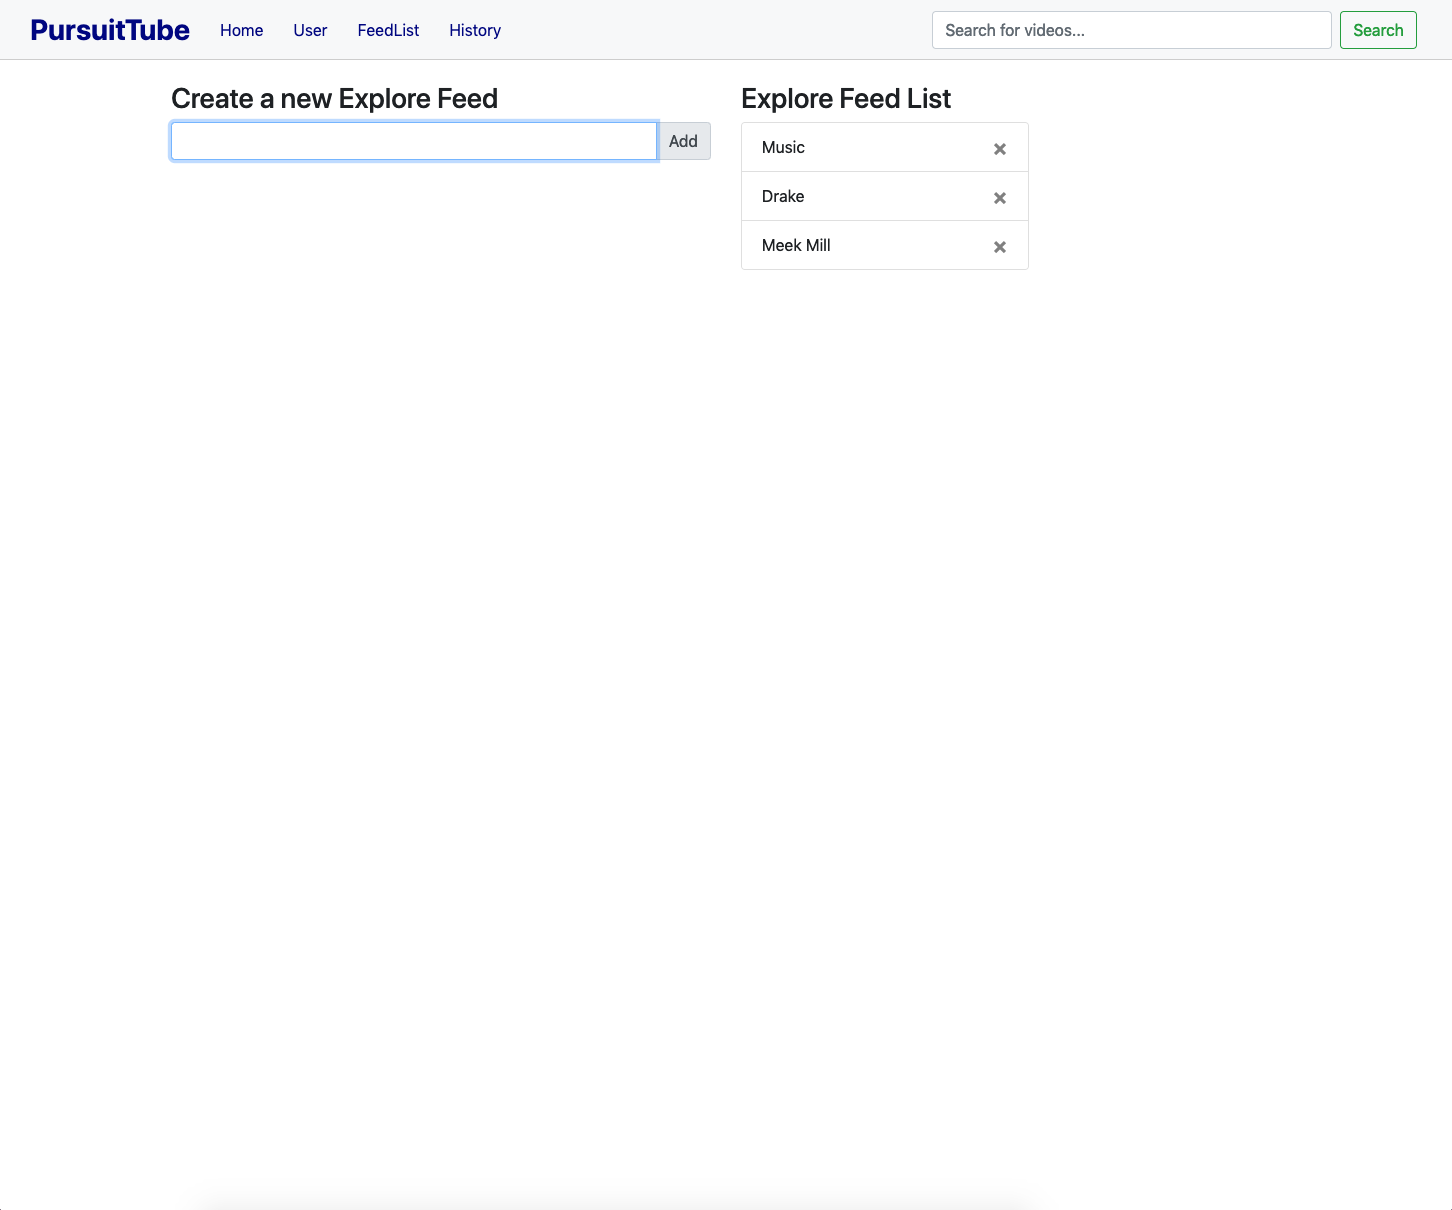 PursuitTube Home User FeedList History Search for videos... Search
Create a new Explore Feed
Add
Explore Feed List
Music
Drake
Meek Mill